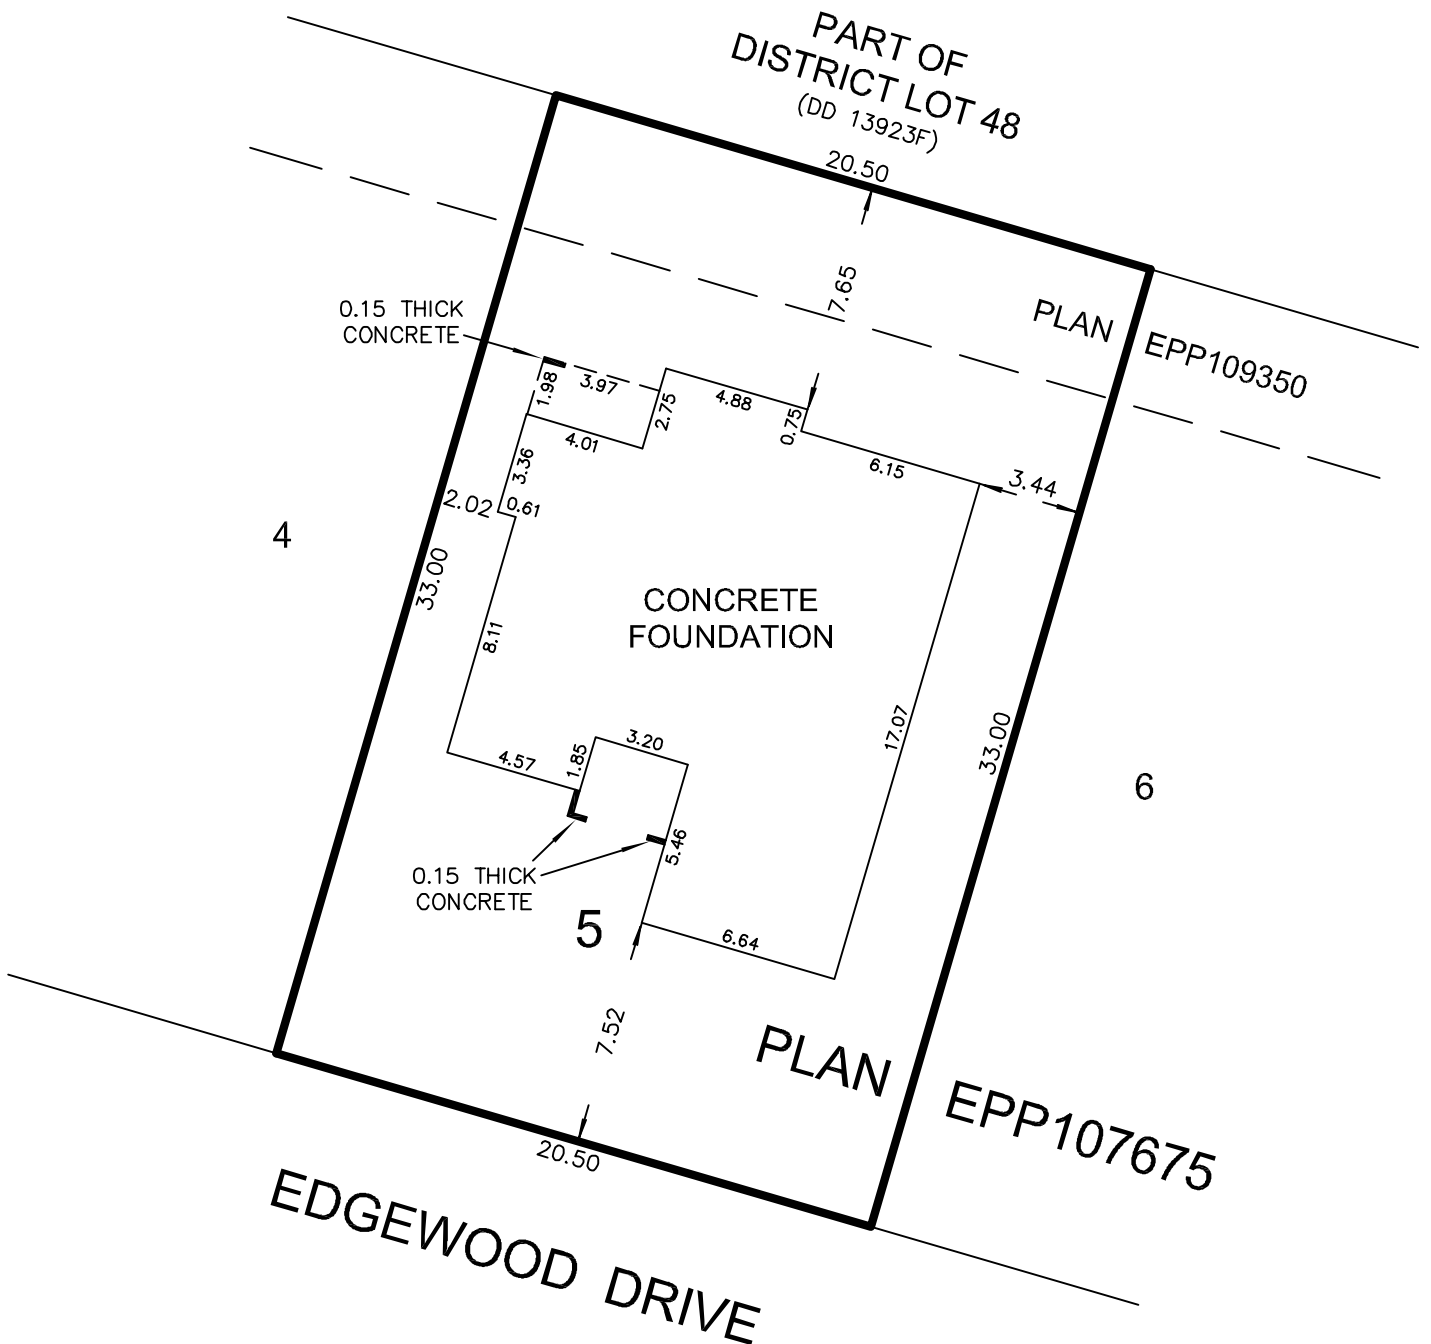 PART OF
DISTRICT LOT 48
(DD 13923F)
20.50
7.65
PLAN EPP109350
0.15 THICK
CONCRETE
1.98
3.97
2.75
4.88
0.75
4.01
6.15
3.44
3.36
2.02
0.61
4
33.00
CONCRETE
FOUNDATION
8.11
17.07
33.00
6
4.57
1.85
3.20
5.46
0.15 THICK
CONCRETE
5
6.64
7.52
PLAN EPP107675
20.50
EDGEWOOD DRIVE